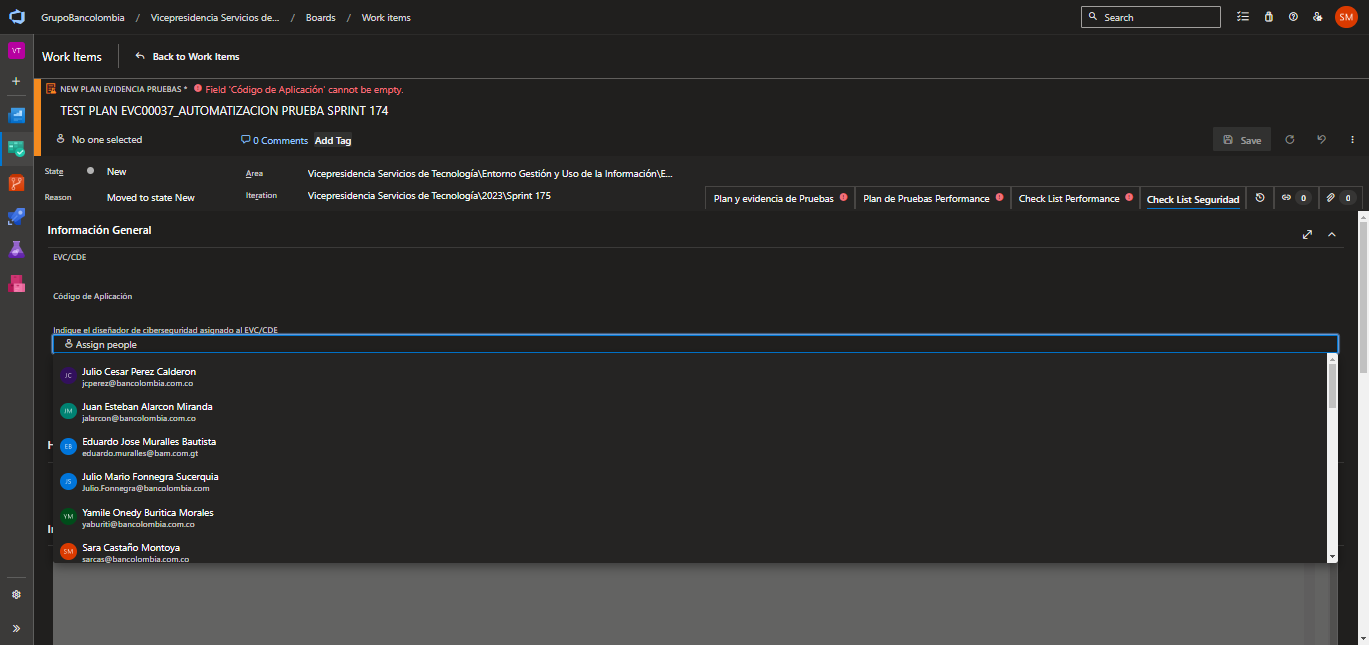 GrupoBancolombia / Vicepresidencia Servicios de... / Boards / Work items
Search
SM
VT
Work Items
Back to Work Items
NEW PLAN EVIDENCIA PRUEBAS * Field 'Código de Aplicación' cannot be empty.
TEST PLAN EVC00037_AUTOMATIZACION PRUEBA SPRINT 174
No one selected
0 Comments
Add Tag
Save
State
New
Area
Vicepresidencia Servicios de Tecnología\Entorno Gestión y Uso de la Información\E...
Reason
Moved to state New
Iteration
Vicepresidencia Servicios de Tecnología\2023\Sprint 175
Plan y evidencia de Pruebas
Plan de Pruebas Performance
Check List Performance
Check List Seguridad
0
0
Información General
EVC/CDE
Código de Aplicación
Indique el diseñador de ciberseguridad asignado al EVC/CDE
Assign people
JC
Julio Cesar Perez Calderon
jcperez@bancolombia.com.co
JM
Juan Esteban Alarcon Miranda
jalarcon@bancolombia.com.co
EB
Eduardo Jose Muralles Bautista
eduardo.muralles@bam.com.gt
JS
Julio Mario Fonnegra Sucerquia
Julio.Fonnegra@bancolombia.com
YM
Yamile Onedy Buritica Morales
yaburiti@bancolombia.com.co
SM
Sara Castaño Montoya
sarcas@bancolombia.com.co